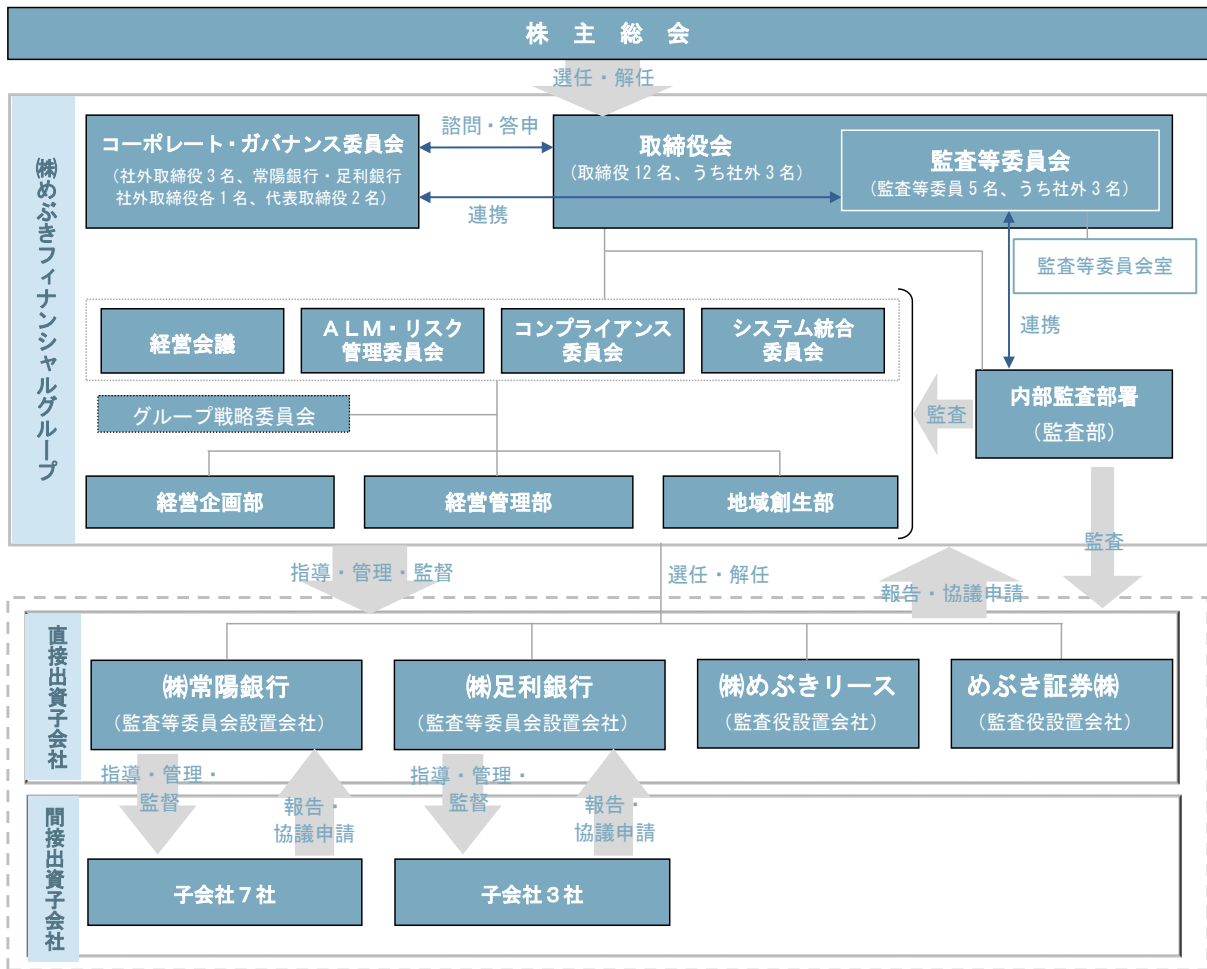 株主総会
選任・解任
㈱めぶきフィナンシャルグループ
コーポレート・ガバナンス委員会
（社外取締役３名、常陽銀行・足利銀行
社外取締役各１名、代表取締役２名）
諮問・答申
連携
取締役会
（取締役12名、うち社外３名）
監査等委員会
（監査等委員５名、うち社外３名）
監査等委員会室
連携
経営会議
ＡＬＭ・リスク
管理委員会
コンプライアンス
委員会
システム統合
委員会
グループ戦略委員会
監査
内部監査部署
（監査部）
経営企画部
経営管理部
地域創生部
監査
指導・管理・監督
選任・解任
報告・協議申請
直接出資子会社
㈱常陽銀行
（監査等委員会設置会社）
㈱足利銀行
（監査等委員会設置会社）
㈱めぶきリース
（監査役設置会社）
めぶき証券㈱
（監査役設置会社）
指導・管理・
監督
報告・
協議申請
指導・管理・
監督
報告・
協議申請
間接出資子会社
子会社７社
子会社３社